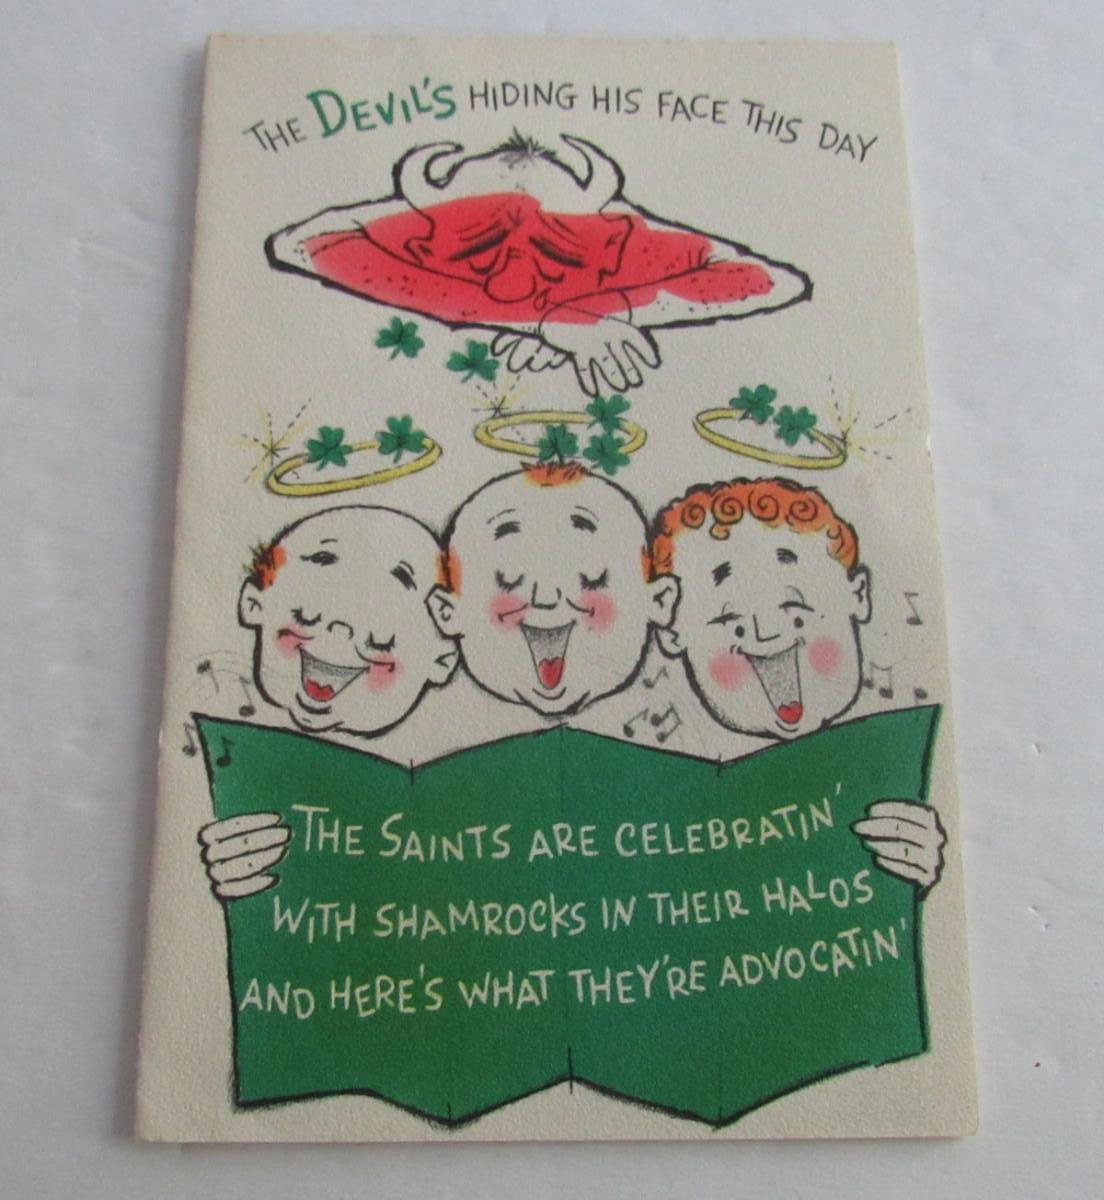 THE DEVIL'S HIDING HIS FACE THIS DAY
THE SAINTS ARE CELEBRATIN'
WITH SHAMROCKS IN THEIR HALOS
AND HERE'S WHAT THEY'RE ADVOCATIN'